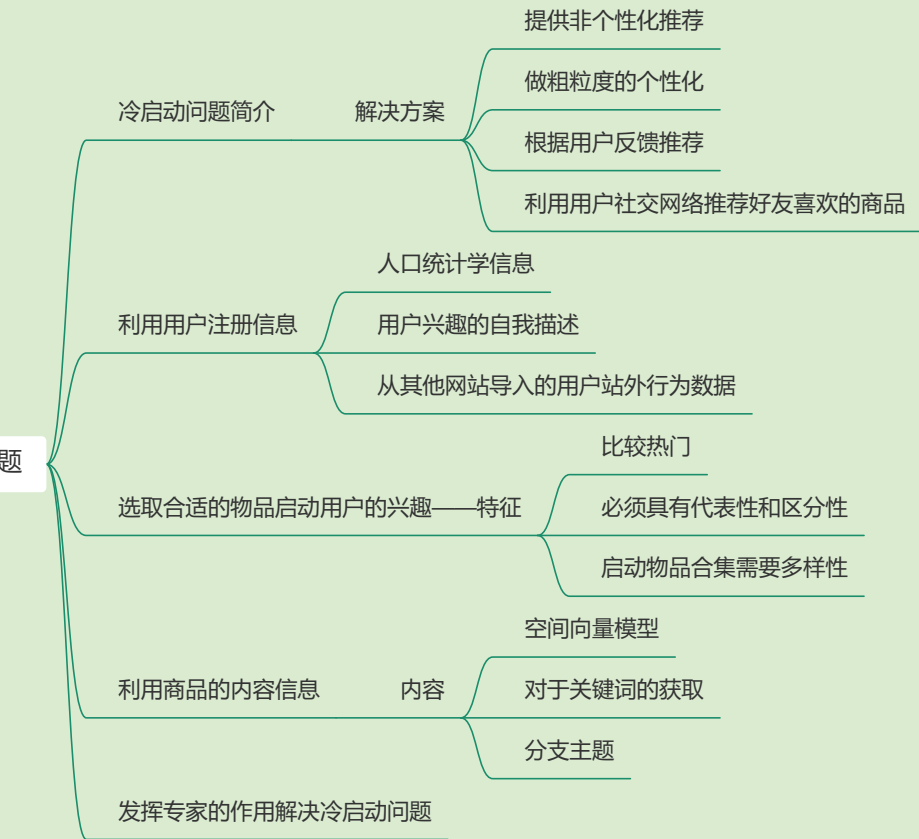 提供非个性化推荐
做粗粒度的个性化
冷启动问题简介
解决方案
根据用户反馈推荐
利用用户社交网络推荐好友喜欢的商品
人口统计学信息
利用用户注册信息
用户兴趣的自我描述
从其他网站导入的用户站外行为数据
题
比较热门
选取合适的物品启动用户的兴趣——特征
必须具有代表性和区分性
启动物品合集需要多样性
空间向量模型
利用商品的内容信息
内容
对于关键词的获取
分支主题
发挥专家的作用解决冷启动问题